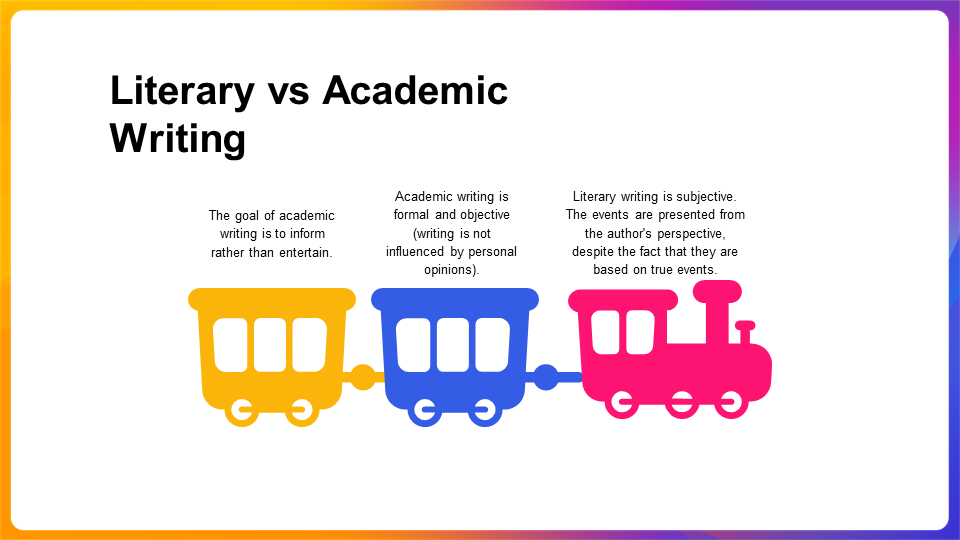 Literary vs Academic
Writing
The goal of academic
writing is to inform
rather than entertain.
Academic writing is
formal and objective
(writing is not
influenced by personal
opinions).
Literary writing is subjective.
The events are presented from
the author's perspective,
despite the fact that they are
based on true events.